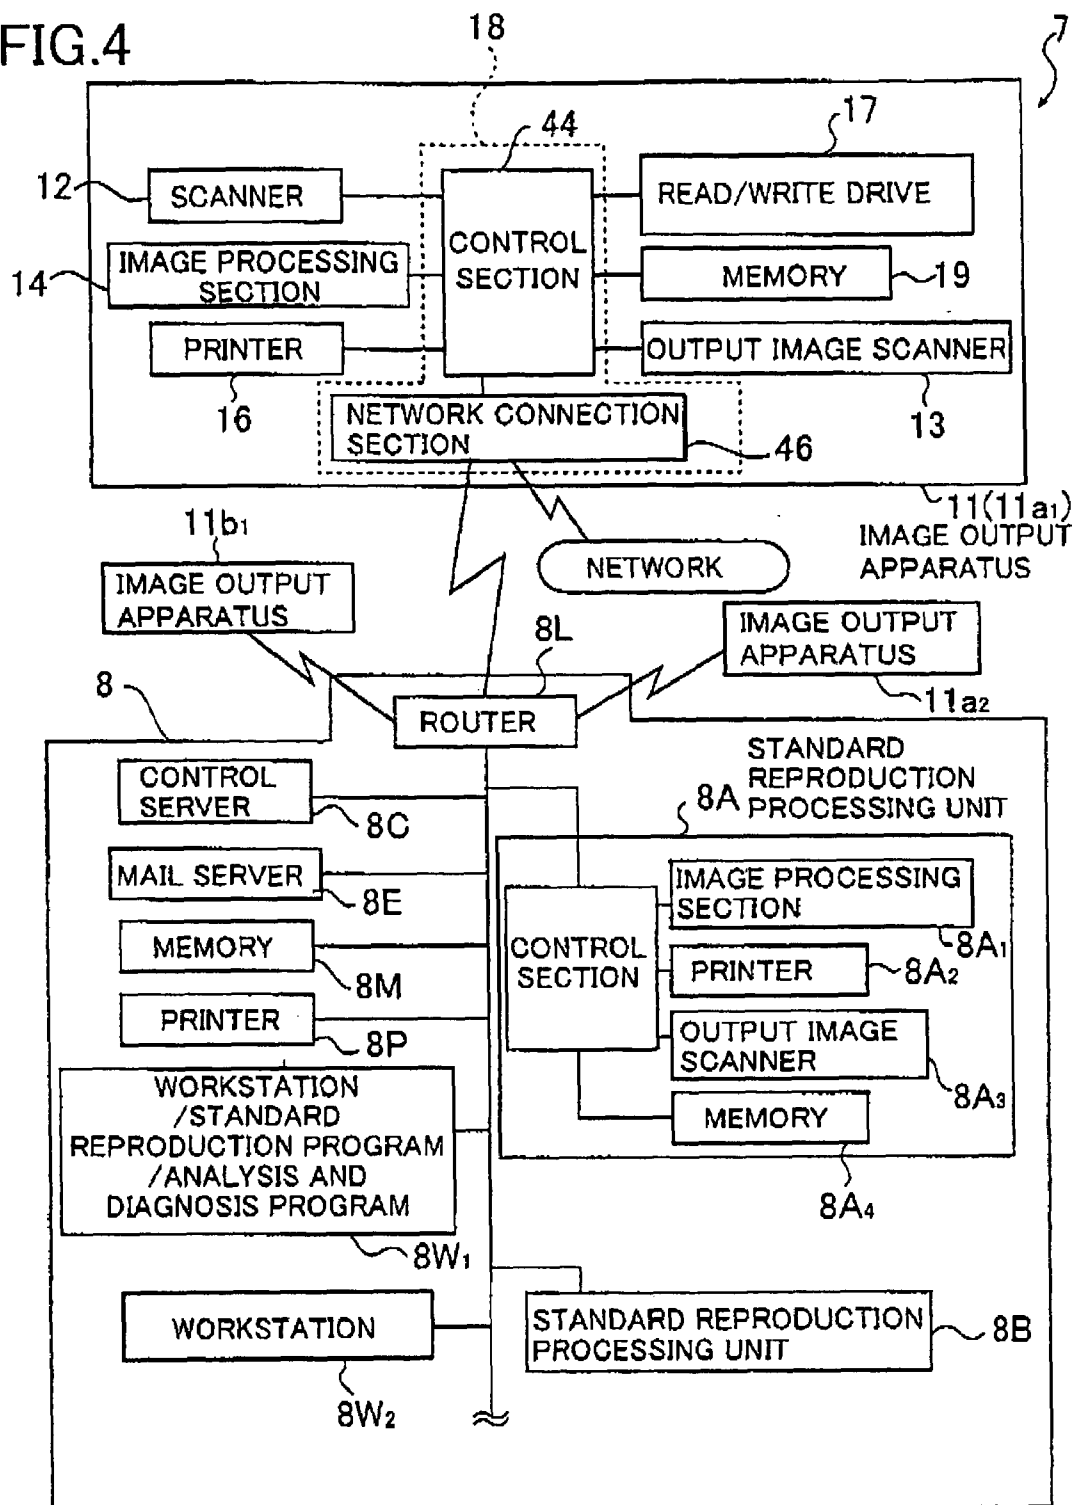 FIG.4
18
7
44
17
12
SCANNER
READ/WRITE DRIVE
CONTROL
SECTION
14
IMAGE PROCESSING
SECTION
MEMORY
19
PRINTER
OUTPUT IMAGE SCANNER
16
13
NETWORK CONNECTION
SECTION
46
11(11a1)
IMAGE OUTPUT
APPARATUS
11b1
NETWORK
IMAGE OUTPUT
APPARATUS
8L
IMAGE OUTPUT
APPARATUS
11a2
8
ROUTER
STANDARD
REPRODUCTION
PROCESSING UNIT
8A
CONTROL
SERVER
8C
MAIL SERVER
8E
IMAGE PROCESSING
SECTION
8A1
CONTROL
SECTION
MEMORY
8M
PRINTER
8A2
PRINTER
8P
OUTPUT IMAGE
SCANNER
8A3
WORKSTATION
/STANDARD
REPRODUCTION PROGRAM
/ANALYSIS AND
DIAGNOSIS PROGRAM
8W1
MEMORY
8A4
WORKSTATION
8W2
STANDARD REPRODUCTION
PROCESSING UNIT
8B